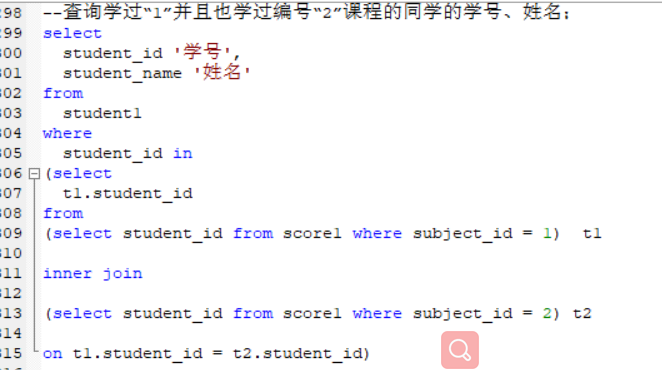 298 --查询学过“1”并且也学过编号“2”课程的同学的学号、姓名；
299 select
300 student_id '学号',
301 student_name '姓名'
302 from
303 student1
304 where
305 student_id in
306 (select
307 t1.student_id
308 from
309 (select student_id from score1 where subject_id = 1) t1
310
311 inner join
312
313 (select student_id from score1 where subject_id = 2) t2
314
315 on t1.student_id = t2.student_id)